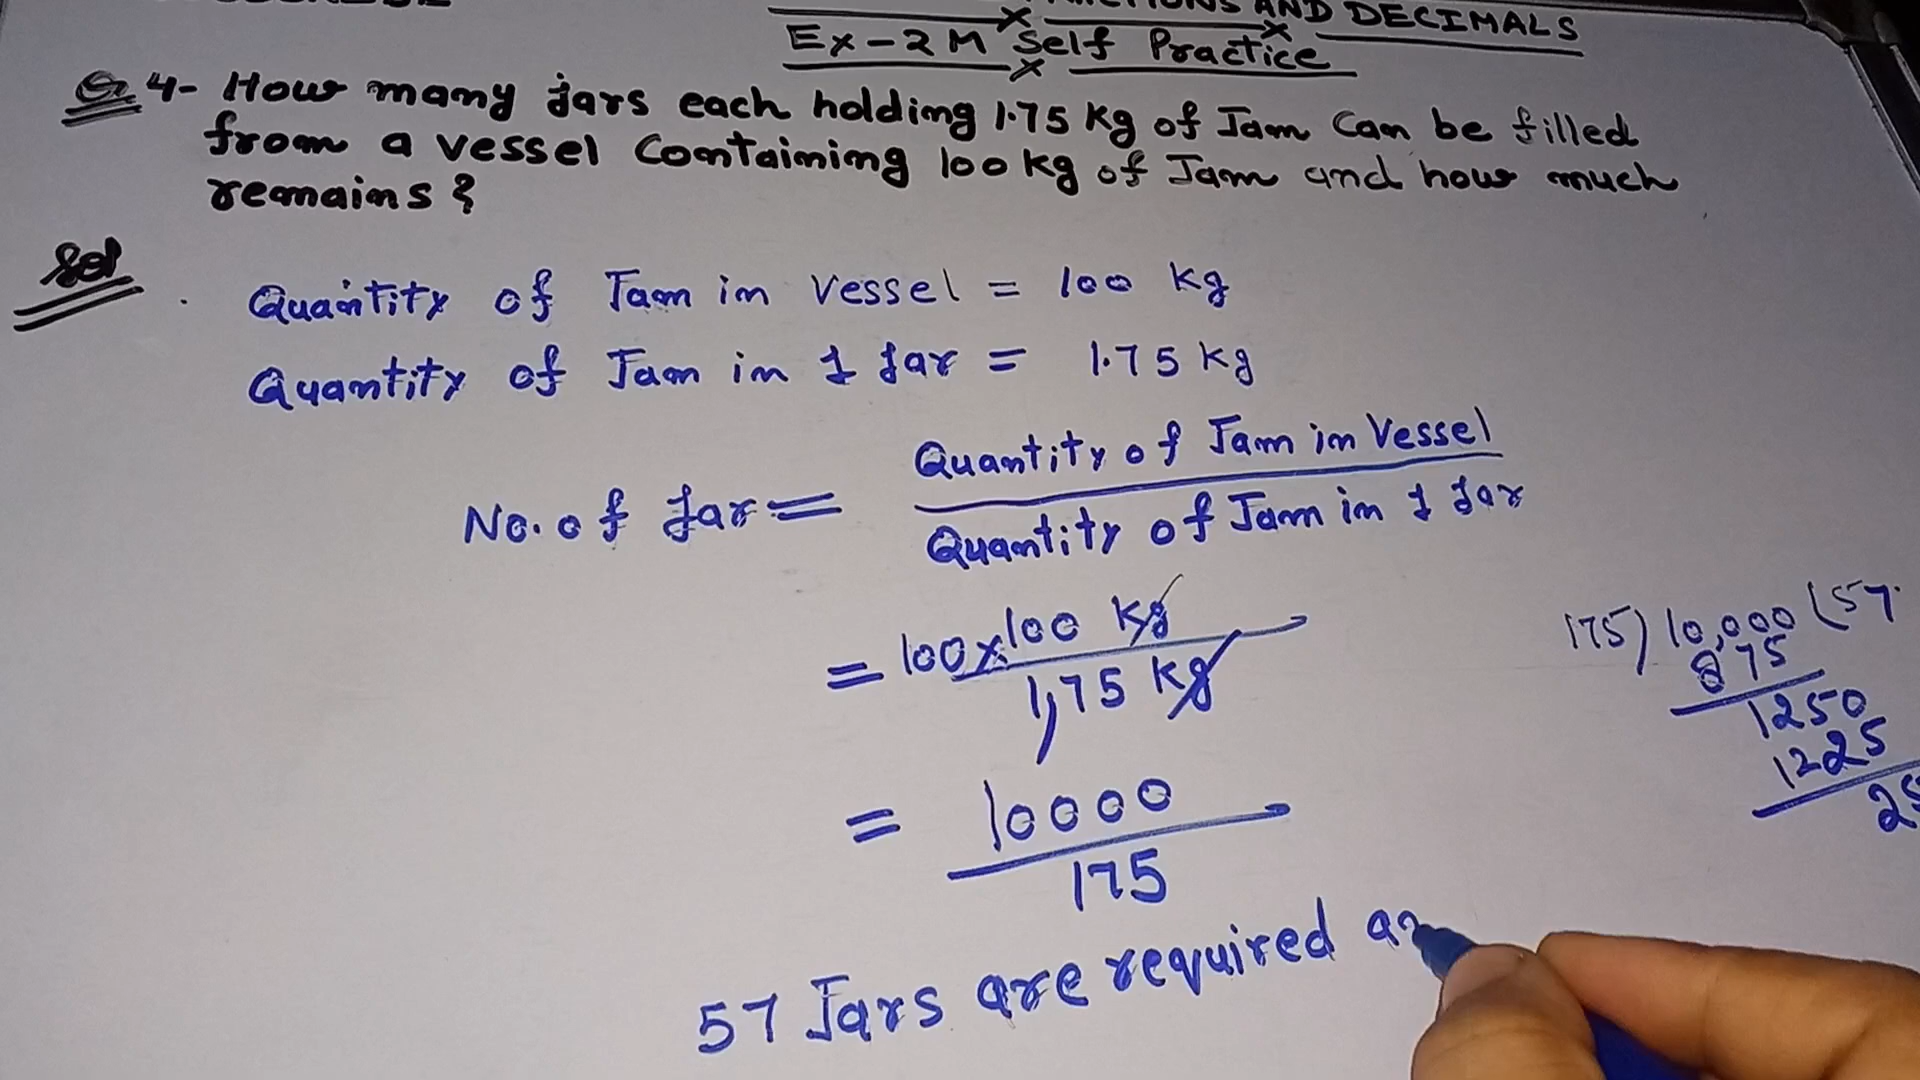 AND DECIMALS
Ex-2M Self Practice
Q 4- How many jars each holding 1.75 Kg of Jam Can be filled
from a vessel Containing 100 kg of Jam and how much
remains?
Sol
Quantity of Jam in Vessel = 100 kg
Quantity of Jam in 1 Jar = 1.75 kg
No. of Jar = Quantity of Jam in Vessel
Quantity of Jam in 1 Jar
= 100 x 100 kg
1,75 kg
= 10000
175
57 Jars are required
175) 10,000 (57.
875
1250
1225
25